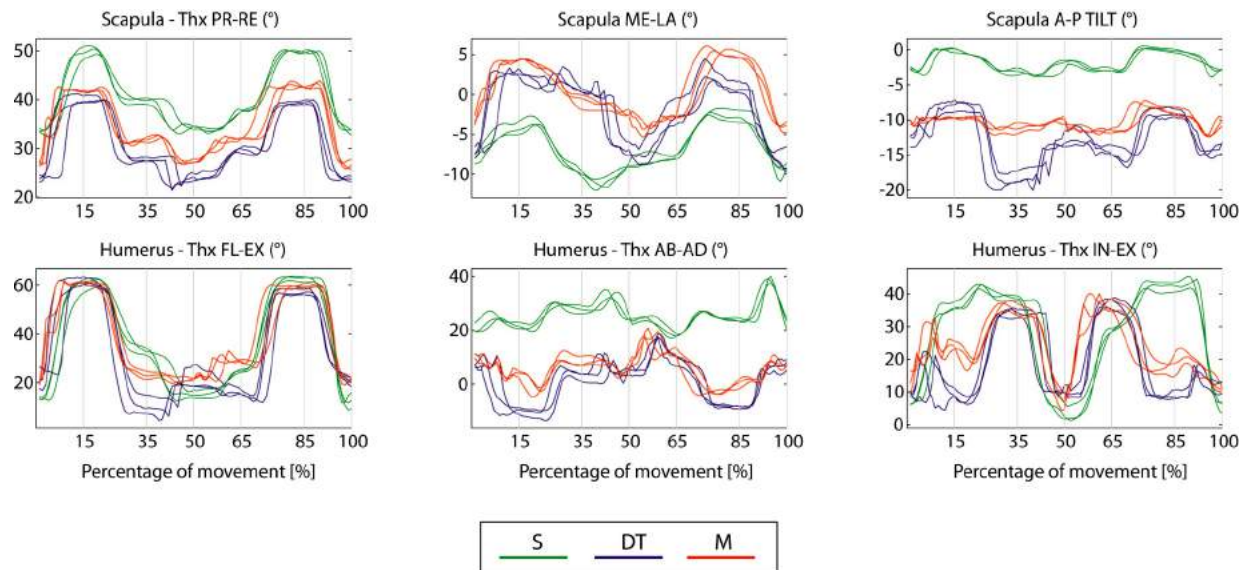 Scapula - Thx PR-RE (°)
50
40
30
20
15 35 50 65 85 100
Scapula ME-LA (°)
5
0
-5
-10
15 35 50 65 85 100
Scapula A-P TILT (°)
0
-5
-10
-15
-20
15 35 50 65 85 100
Humerus - Thx FL-EX (°)
60
40
20
15 35 50 65 85 100
Percentage of movement [%]
Humerus - Thx AB-AD (°)
40
20
0
15 35 50 65 85 100
Percentage of movement [%]
Humerus - Thx IN-EX (°)
40
30
20
10
0
15 35 50 65 85 100
Percentage of movement [%]
S DT M